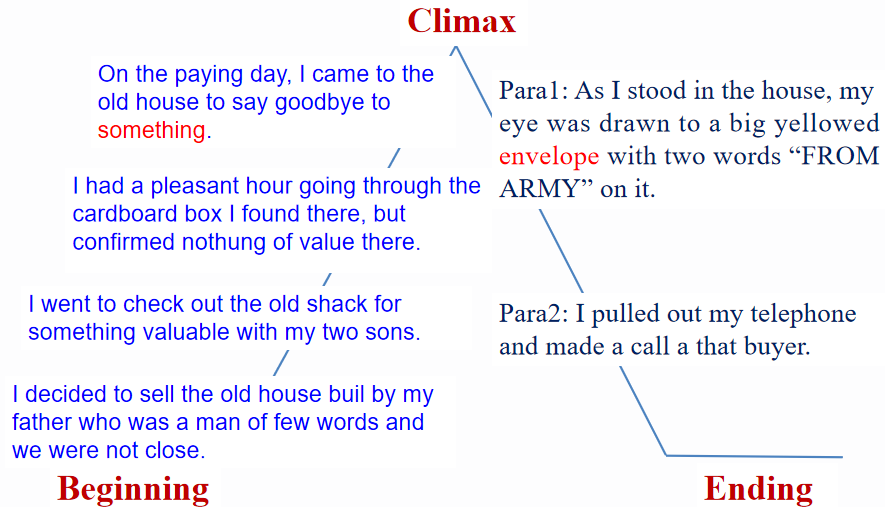 Climax
On the paying day, I came to the
old house to say goodbye to
something.
I had a pleasant hour going through the
cardboard box I found there, but
confirmed nothung of value there.
I went to check out the old shack for
something valuable with my two sons.
I decided to sell the old house buil by my
father who was a man of few words and
we were not close.
Beginning
Para1: As I stood in the house, my
eye was drawn to a big yellowed
envelope with two words “FROM
ARMY” on it.
Para2: I pulled out my telephone
and made a call a that buyer.
Ending